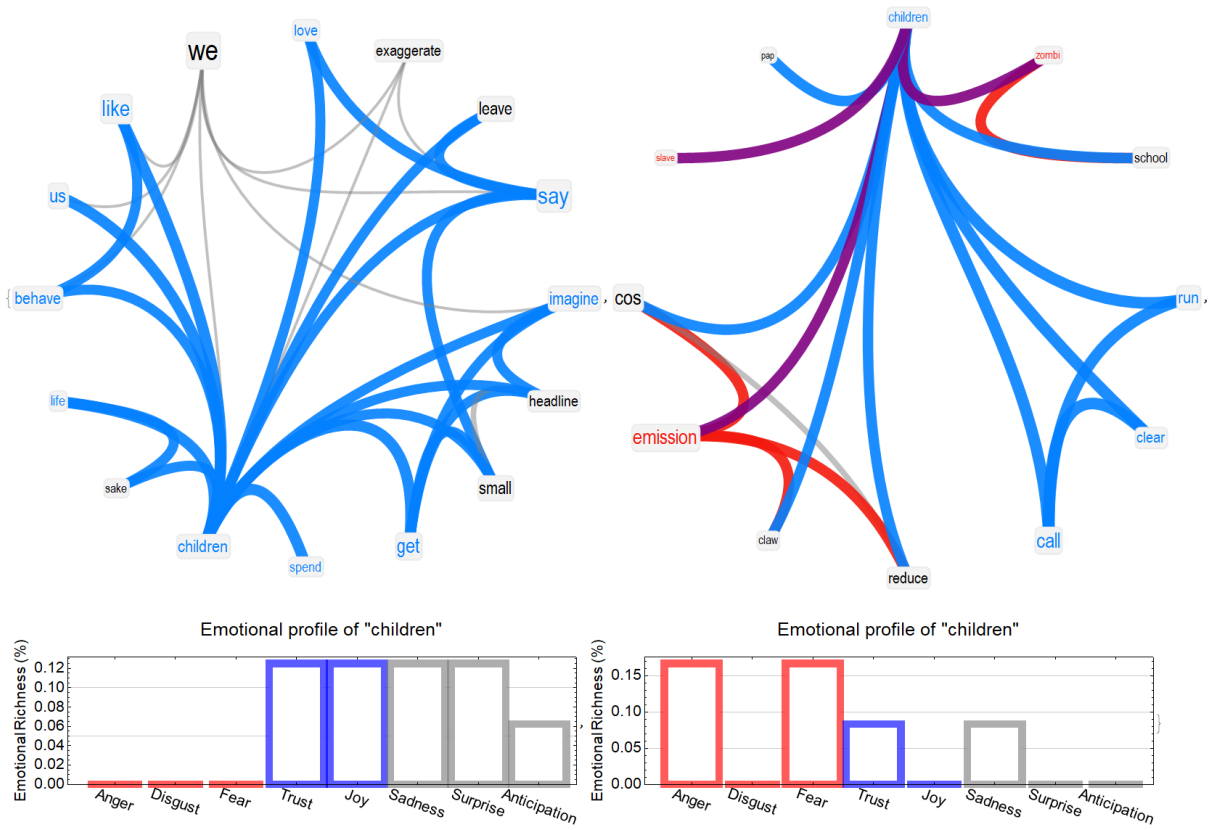 love
we
exaggerate
like
leave
us
say
{ behave
imagine ,
life
headline
sake
small
children
get
spend
children
pap
zombi
slave
school
cos
run ,
emission
clear
claw
call
reduce
Emotional profile of "children"
Emotional Richness (%)
0.12
0.10
0.08
0.06
0.04
0.02
0.00
Anger Disgust Fear Trust Joy Sadness Surprise Anticipation
,
Emotional profile of "children"
Emotional Richness (%)
0.15
0.10
0.05
0.00
Anger Disgust Fear Trust Joy Sadness Surprise Anticipation
}